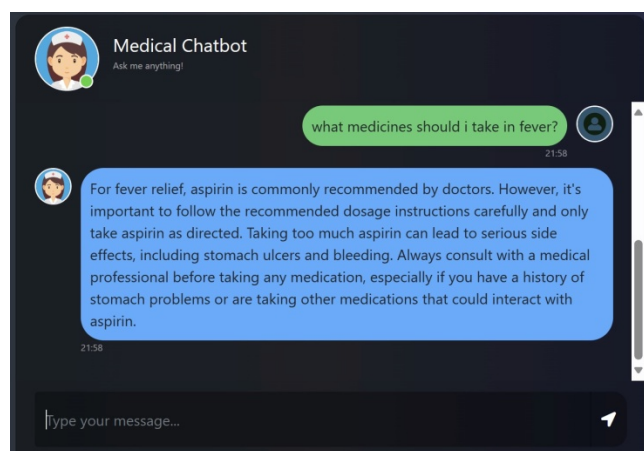 Medical Chatbot
Ask me anything!
what medicines should i take in fever?
21:58
For fever relief, aspirin is commonly recommended by doctors. However, it's
important to follow the recommended dosage instructions carefully and only
take aspirin as directed. Taking too much aspirin can lead to serious side
effects, including stomach ulcers and bleeding. Always consult with a medical
professional before taking any medication, especially if you have a history of
stomach problems or are taking other medications that could interact with
aspirin.
21:58
Type your message...